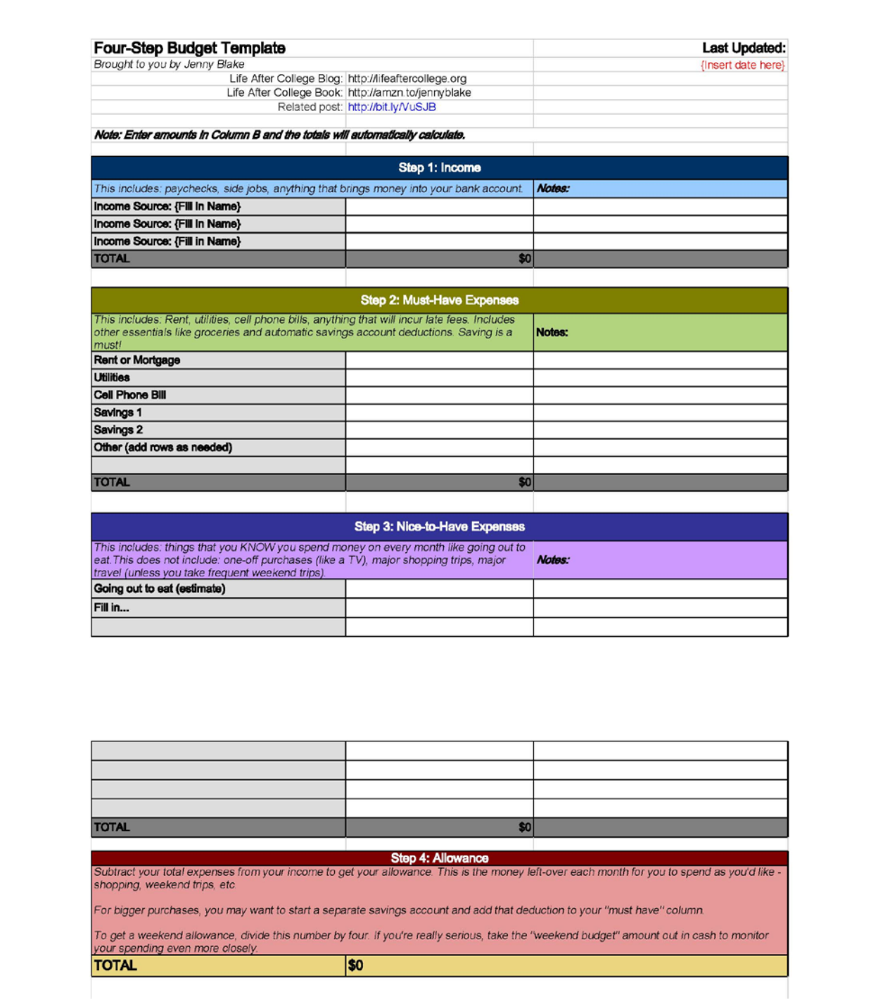 Four-Step Budget Template
Last Updated:
Brought to you by Jenny Blake
{Insert date here}
Life After College Blog: http://lifeaftercollege.org
Life After College Book: http://amzn.to/jennyblake
Related post: http://bit.ly/VuSJB
Note: Enter amounts in Column B and the totals will automatically calculate.
Step 1: Income
This includes: paychecks, side jobs, anything that brings money into your bank account.
Notes:
Income Source: {Fill in Name}
Income Source: {Fill in Name}
Income Source: {Fill in Name}
TOTAL $0
Step 2: Must-Have Expenses
This includes: Rent, utilities, cell phone bills, anything that will incur late fees. Includes
other essentials like groceries and automatic savings account deductions. Saving is a
must!
Notes:
Rent or Mortgage
Utilities
Cell Phone Bill
Savings 1
Savings 2
Other (add rows as needed)
TOTAL $0
Step 3: Nice-to-Have Expenses
This includes: things that you KNOW you spend money on every month like going out to
eat.This does not include: one-off purchases (like a TV), major shopping trips, major
travel (unless you take frequent weekend trips).
Notes:
Going out to eat (estimate)
Fill in...
TOTAL $0
Step 4: Allowance
Subtract your total expenses from your income to get your allowance. This is the money left-over each month for you to spend as you'd like -
shopping, weekend trips, etc.
For bigger purchases, you may want to start a separate savings account and add that deduction to your "must have" column.
To get a weekend allowance, divide this number by four. If you're really serious, take the "weekend budget" amount out in cash to monitor
your spending even more closely.
TOTAL $0